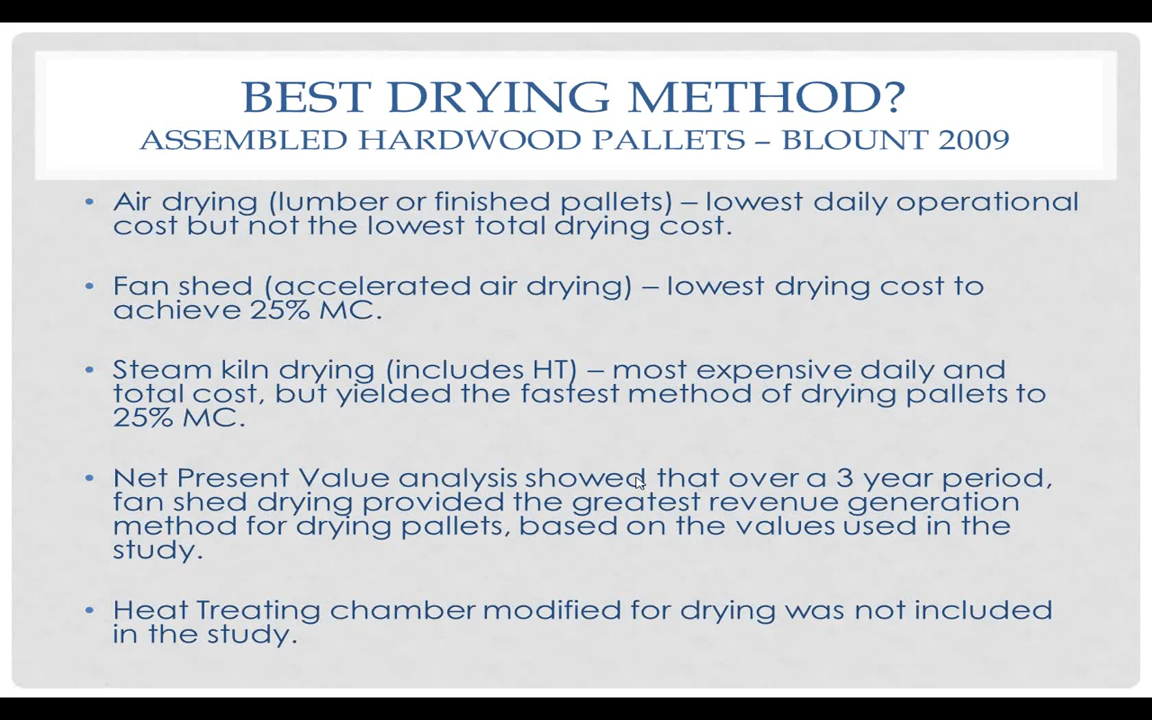 BEST DRYING METHOD?
ASSEMBLED HARDWOOD PALLETS – BLOUNT 2009
• Air drying (lumber or finished pallets) – lowest daily operational
cost but not the lowest total drying cost.
• Fan shed (accelerated air drying) – lowest drying cost to
achieve 25% MC.
• Steam kiln drying (includes HT) – most expensive daily and
total cost, but yielded the fastest method of drying pallets to
25% MC.
• Net Present Value analysis showed that over a 3 year period,
fan shed drying provided the greatest revenue generation
method for drying pallets, based on the values used in the
study.
• Heat Treating chamber modified for drying was not included
in the study.